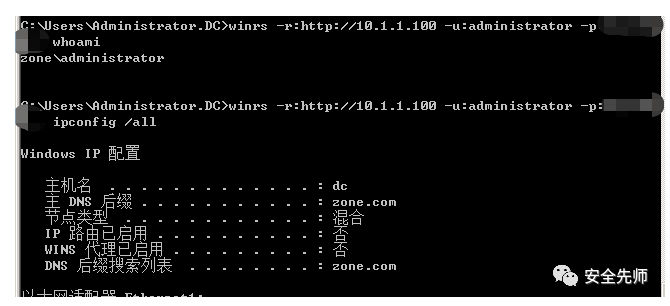 C:\Users\Administrator.DC>winrs -r:http://10.1.1.100 -u:administrator -p
whoami
zone\administrator
C:\Users\Administrator.DC>winrs -r:http://10.1.1.100 -u:administrator -p:
ipconfig /all
Windows IP 配置
主机名 . . . . . . . . . . . . . : dc
主 DNS 后缀 . . . . . . . . . . . : zone.com
节点类型 . . . . . . . . . . . . : 混合
IP 路由已启用 . . . . . . . . . . : 否
WINS 代理已启用 . . . . . . . . . : 否
DNS 后缀搜索列表 . . . . . . . . : zone.com
以太网适配器 Ethernet1:
安全先师